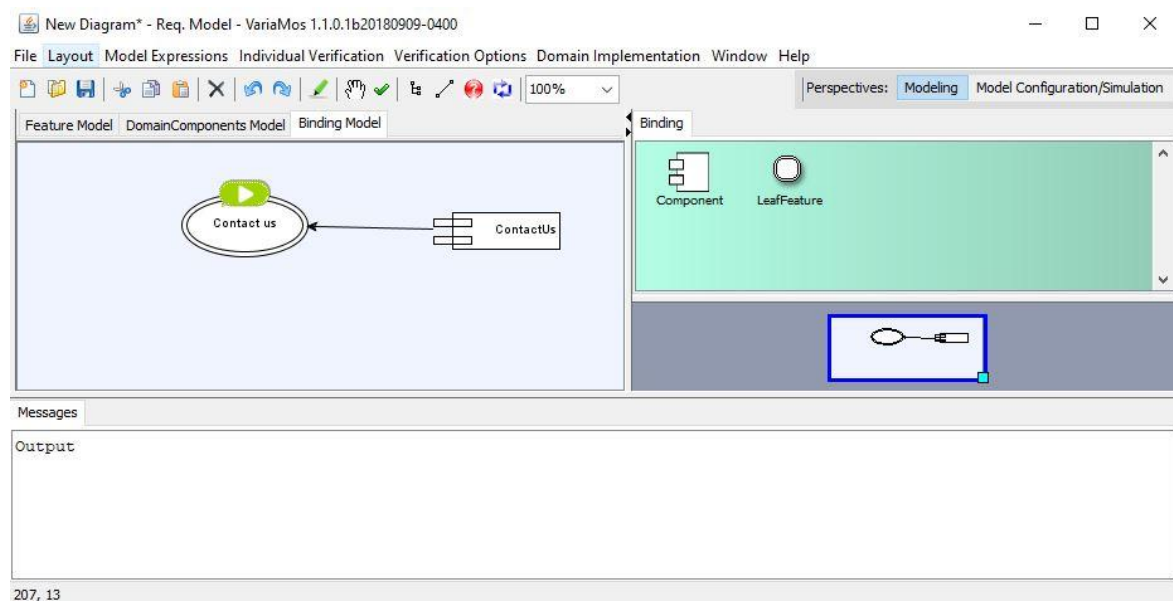 New Diagram* - Req. Model - VariaMos 1.1.0.1b20180909-0400
File Layout Model Expressions Individual Verification Verification Options Domain Implementation Window Help
100%
Perspectives: Modeling Model Configuration/Simulation
Feature Model DomainComponents Model Binding Model
Binding
Contact us
ContactUs
Component LeafFeature
Messages
Output
207, 13